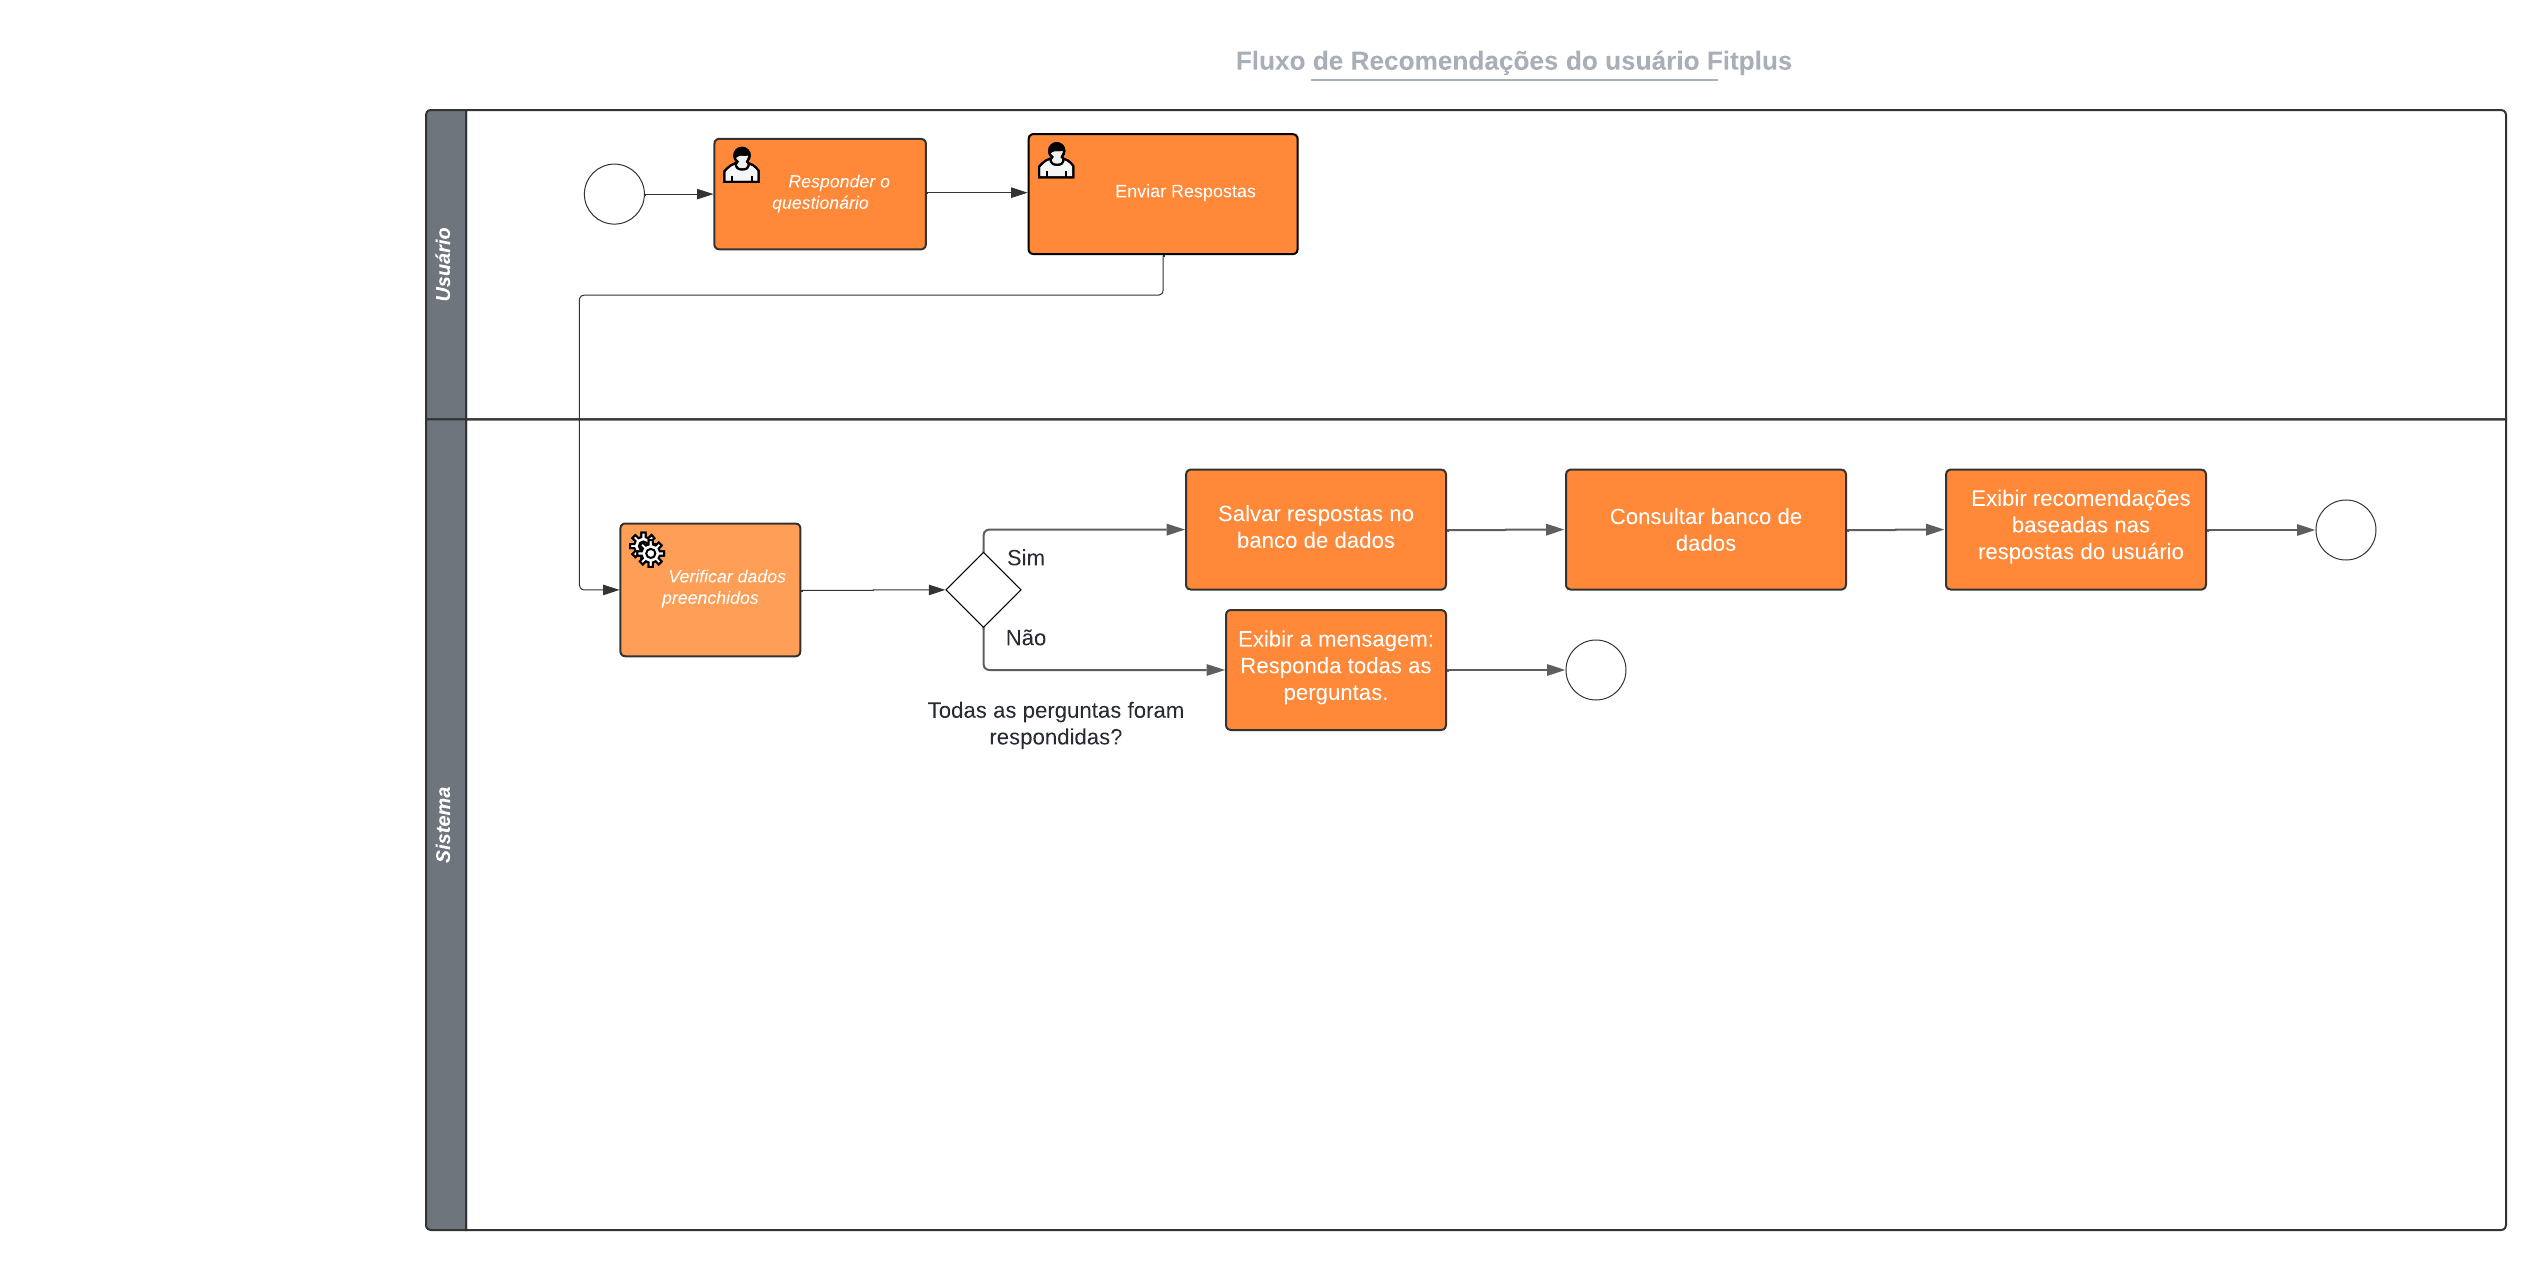 Fluxo de Recomendações do usuário Fitplus
Usuário
Responder o
questionário
Enviar Respostas
Sistema
Verificar dados
preenchidos
Sim
Não
Todas as perguntas foram
respondidas?
Salvar respostas no
banco de dados
Consultar banco de
dados
Exibir recomendações
baseadas nas
respostas do usuário
Exibir a mensagem:
Responda todas as
perguntas.